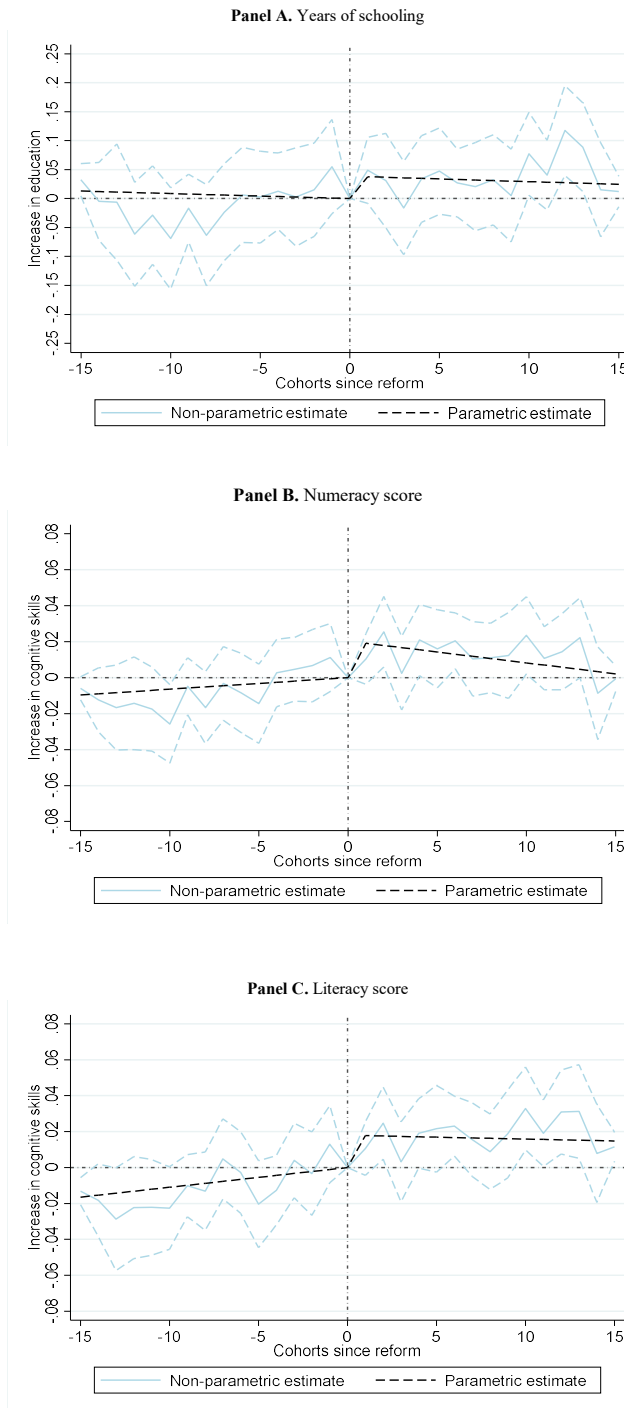 Panel A. Years of schooling
Increase in education
.25
.2
.15
.1
.05
0
-.05
-.1
-.15
-.2
-.25
-15 -10 -5 0 5 10 15
Cohorts since reform
Non-parametric estimate Parametric estimate
Panel B. Numeracy score
Increase in cognitive skills
.08
.06
.04
.02
0
-.02
-.04
-.06
-.08
-15 -10 -5 0 5 10 15
Cohorts since reform
Non-parametric estimate Parametric estimate
Panel C. Literacy score
Increase in cognitive skills
.08
.06
.04
.02
0
-.02
-.04
-.06
-.08
-15 -10 -5 0 5 10 15
Cohorts since reform
Non-parametric estimate Parametric estimate